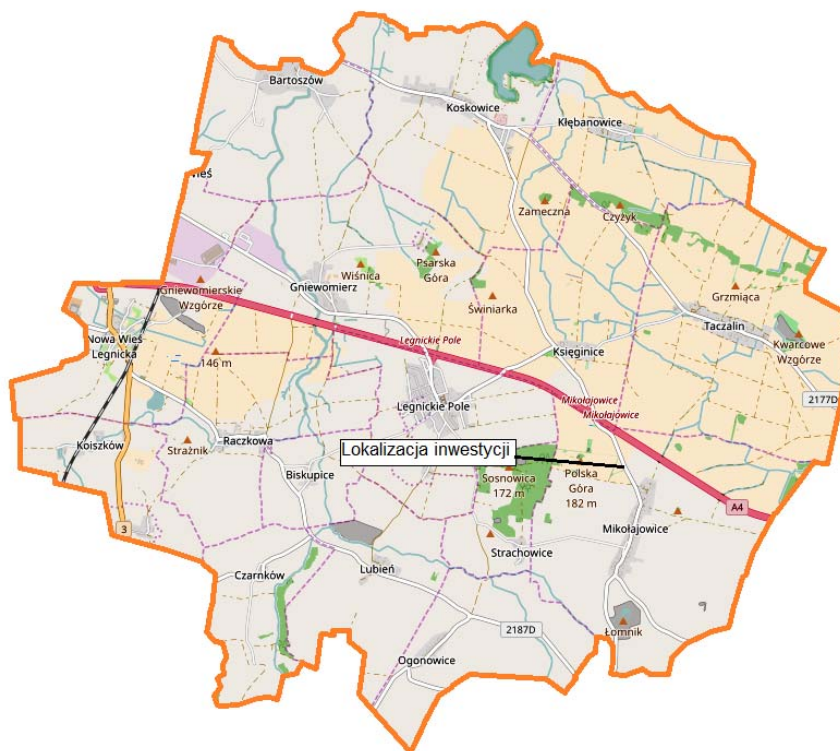 Bartoszów
Koskowice
Kłębanowice
Zameczna
Czyżyk
Wiśnica
Psarska
Góra
Gniewomierskie
Wzgórze
Gniewomierz
Świniarka
Grzmiąca
Taczalin
Kwarcowe
Wzgórze
Legnickie Pole
Nowa Wieś
Legnicka
146 m
Księginice
Legnickie Pole
Mikołajowice
Mikołajowice
2177D
Koiszków
Strażnik
Raczkowa
Lokalizacja inwestycji
Biskupice
Sosnowica
172 m
Polska
Góra
182 m
A4
3
Mikołajowice
Strachowice
Czarnków
Lubień
2187D
Łomnik
Ogonowice